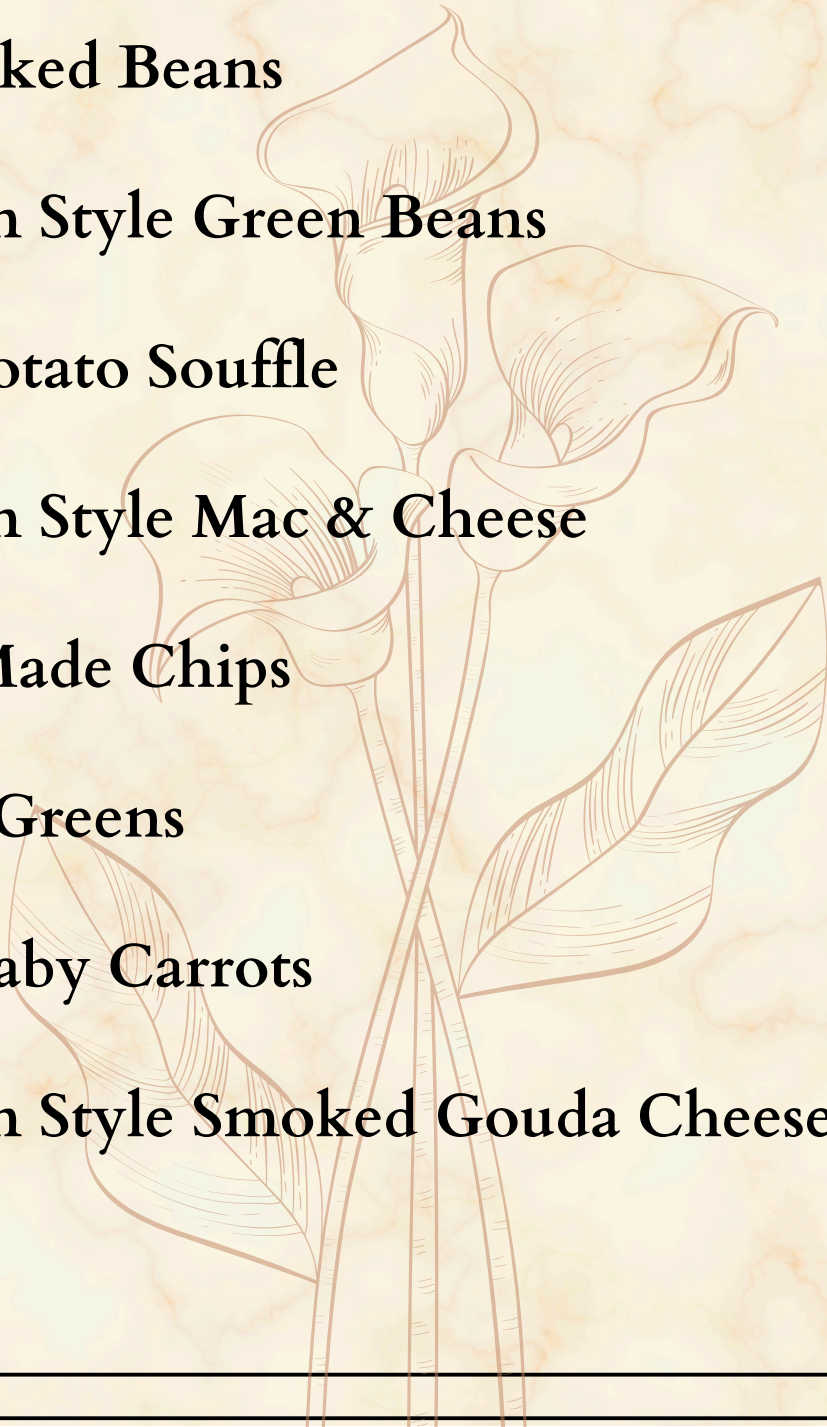 ked Beans
n Style Green Beans
otato Souffle
n Style Mac & Cheese
Made Chips
Greens
aby Carrots
n Style Smoked Gouda Cheese